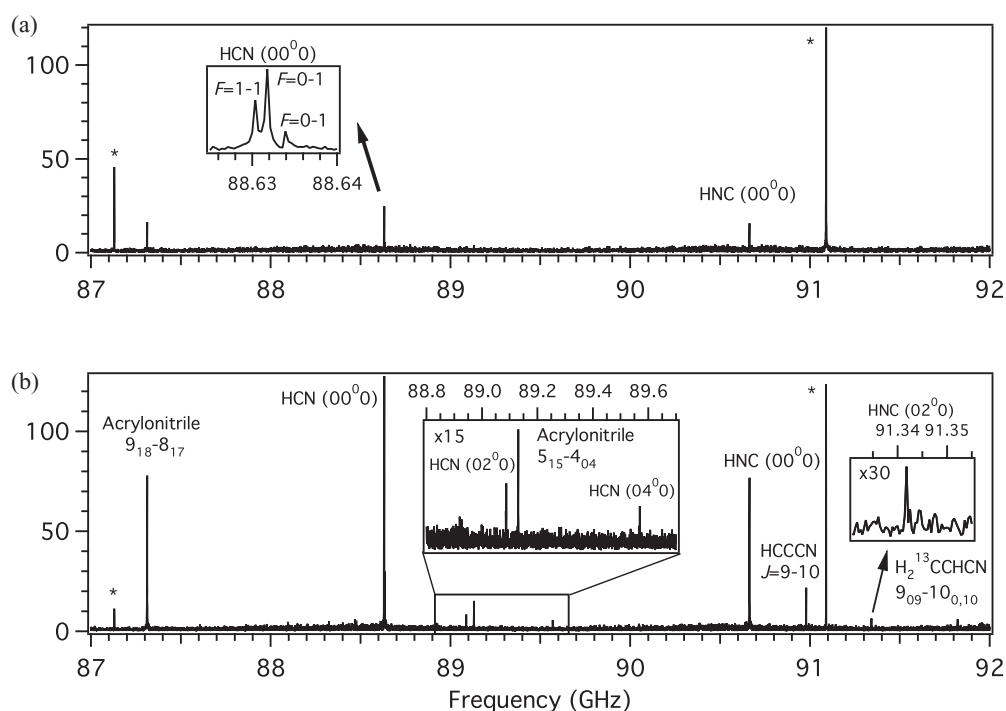 (a)
100
50
0
HCN (00⁰0)
F=1-1
F=0-1
F=0-1
88.63 88.64
*
HNC (00⁰0)
*
87 88 89 90 91 92
(b)
100
50
0
Acrylonitrile
9₁₈-8₁₇
*
HCN (00⁰0)
88.8 89.0 89.2 89.4 89.6
x15
HCN (02⁰0)
Acrylonitrile
5₁₅-4₀₄
HCN (04⁰0)
HNC (00⁰0)
HCCCN
J=9-10
*
HNC (02⁰0)
91.34 91.35
x30
H₂¹³CCHCN
9₀₉-10₀,₁₀
87 88 89 90 91 92
Frequency (GHz)